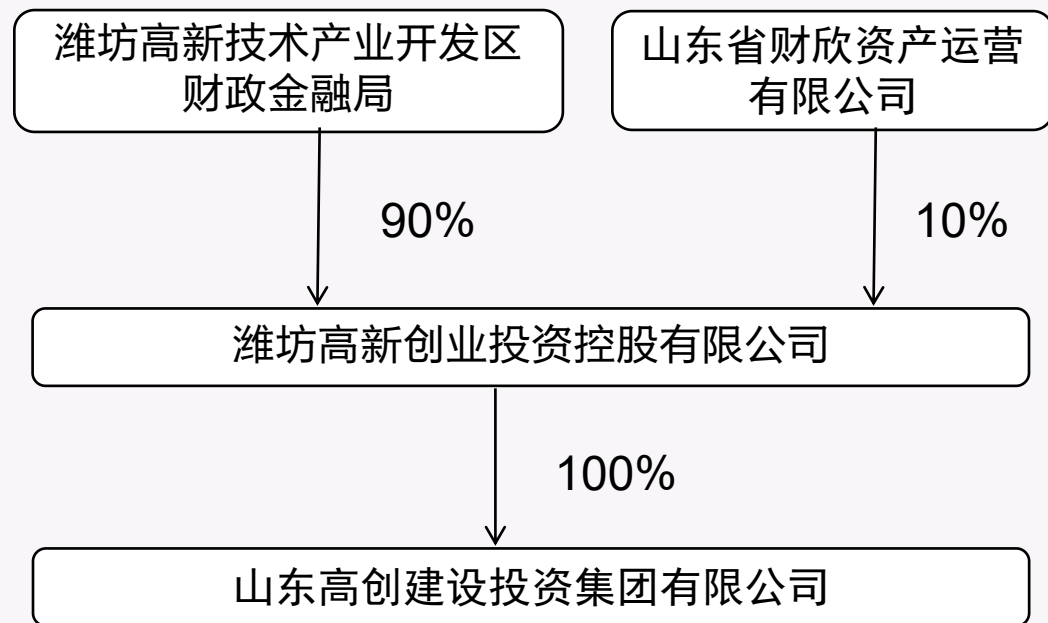 潍坊高新技术产业开发区
财政金融局
山东省财欣资产运营
有限公司
90%
10%
潍坊高新创业投资控股有限公司
100%
山东高创建设投资集团有限公司